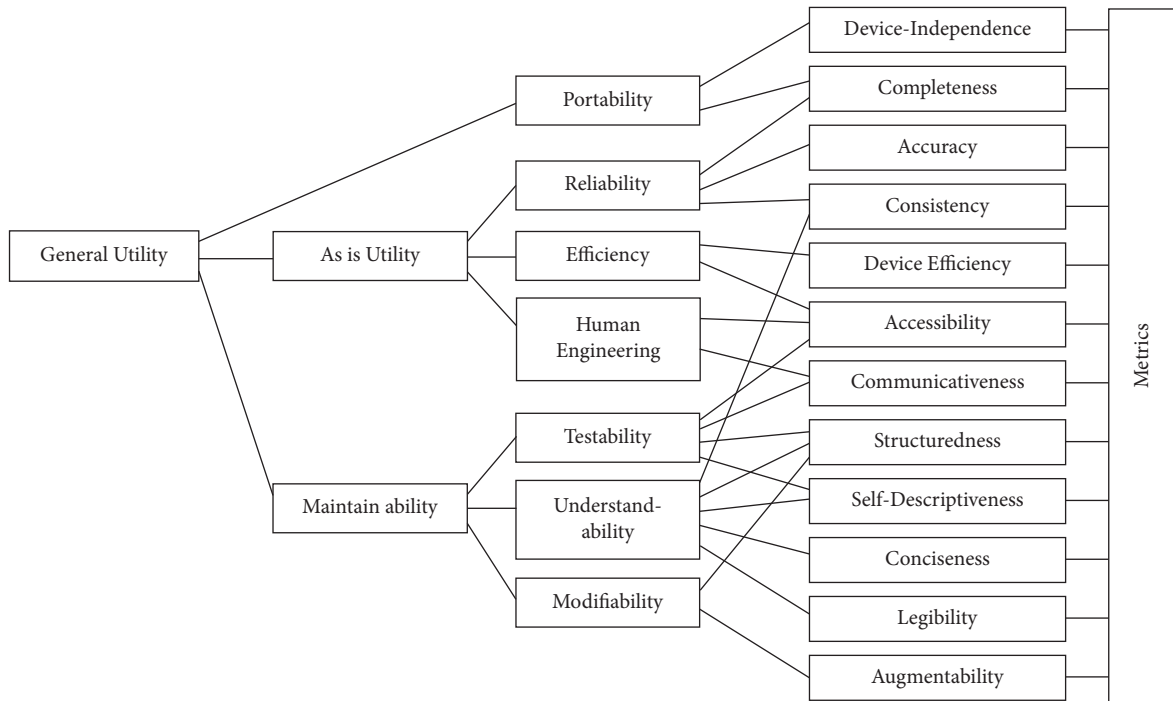 General Utility
As is Utility
Maintain ability
Portability
Reliability
Efficiency
Human
Engineering
Testability
Understand-
ability
Modifiability
Device-Independence
Completeness
Accuracy
Consistency
Device Efficiency
Accessibility
Communicativeness
Structuredness
Self-Descriptiveness
Conciseness
Legibility
Augmentability
Metrics